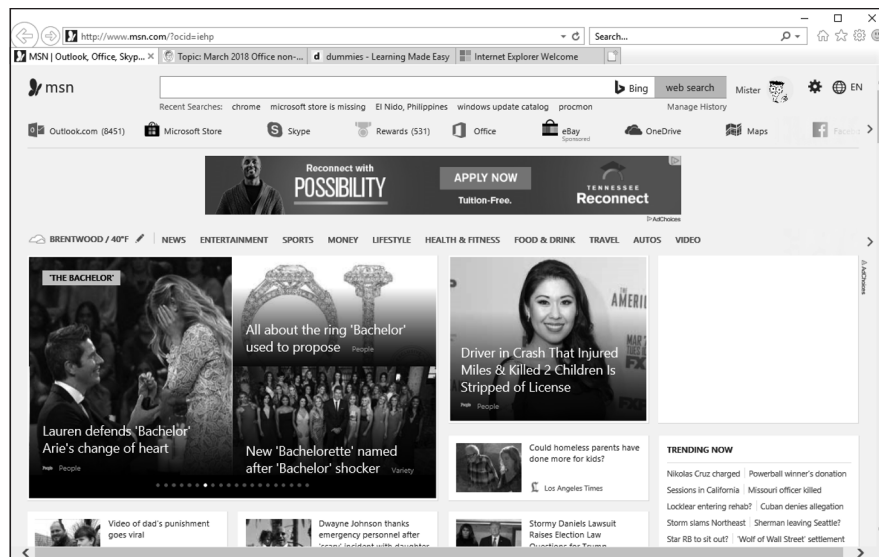 http://www.msn.com/?ocid=iehp
Search...
MSN | Outlook, Office, Skyp...
Topic: March 2018 Office non-...
dummies - Learning Made Easy
Internet Explorer Welcome
msn
Bing
web search
Mister
EN
Recent Searches: chrome microsoft store is missing El Nido, Philippines windows update catalog procmon
Manage History
Outlook.com (8451)
Microsoft Store
Skype
Rewards (531)
Office
eBay
Sponsored
OneDrive
Maps
Reconnect with
POSSIBILITY
APPLY NOW
Tuition-Free.
TENNESSEE
Reconnect
AdChoices
BRENTWOOD / 40°F
NEWS ENTERTAINMENT SPORTS MONEY LIFESTYLE HEALTH & FITNESS FOOD & DRINK TRAVEL AUTOS VIDEO
'THE BACHELOR'
Lauren defends 'Bachelor'
Arie's change of heart
People
All about the ring 'Bachelor'
used to propose People
New 'Bachelorette' named
after 'Bachelor' shocker Variety
Driver in Crash That Injured
Miles & Killed 2 Children Is
Stripped of License
People
AdChoices
Could homeless parents have
done more for kids?
Los Angeles Times
TRENDING NOW
Nikolas Cruz charged Powerball winner's donation
Sessions in California Missouri officer killed
Locklear entering rehab? Cuban denies allegation
Storm slams Northeast Sherman leaving Seattle?
Star RB to sit out? 'Wolf of Wall Street' settlement
Video of dad's punishment
goes viral
Dwayne Johnson thanks
emergency personnel after
'scary' incident with daughter
Stormy Daniels Lawsuit
Raises Election Law
Questions for Trump